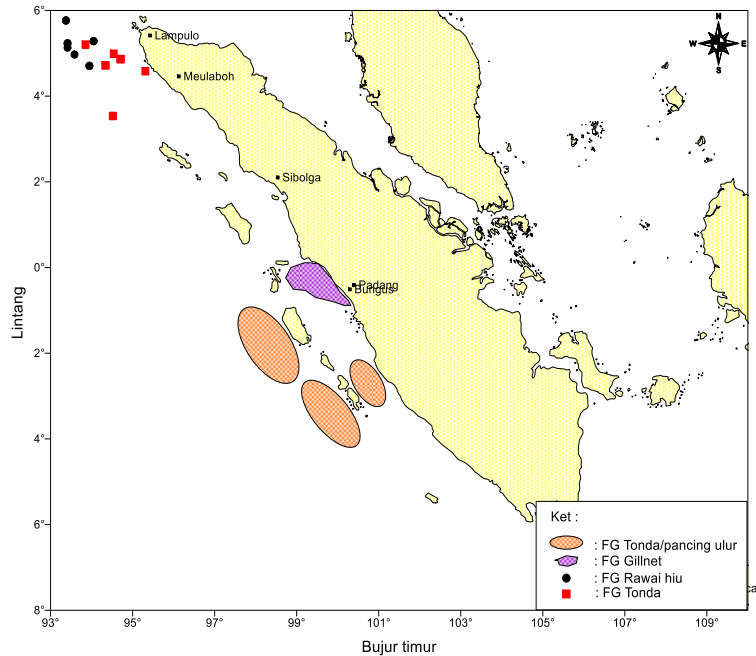 6°
4°
2°
0°
2°
4°
6°
8°
Lintang
N
W E
S
Lampulo
Meulaboh
Sibolga
Padang
Bungus
Ket :
: FG Tonda/pancing ulur
: FG Gillnet
: FG Rawai hiu
: FG Tonda
93° 95° 97° 99° 101° 103° 105° 107° 109°
Bujur timur